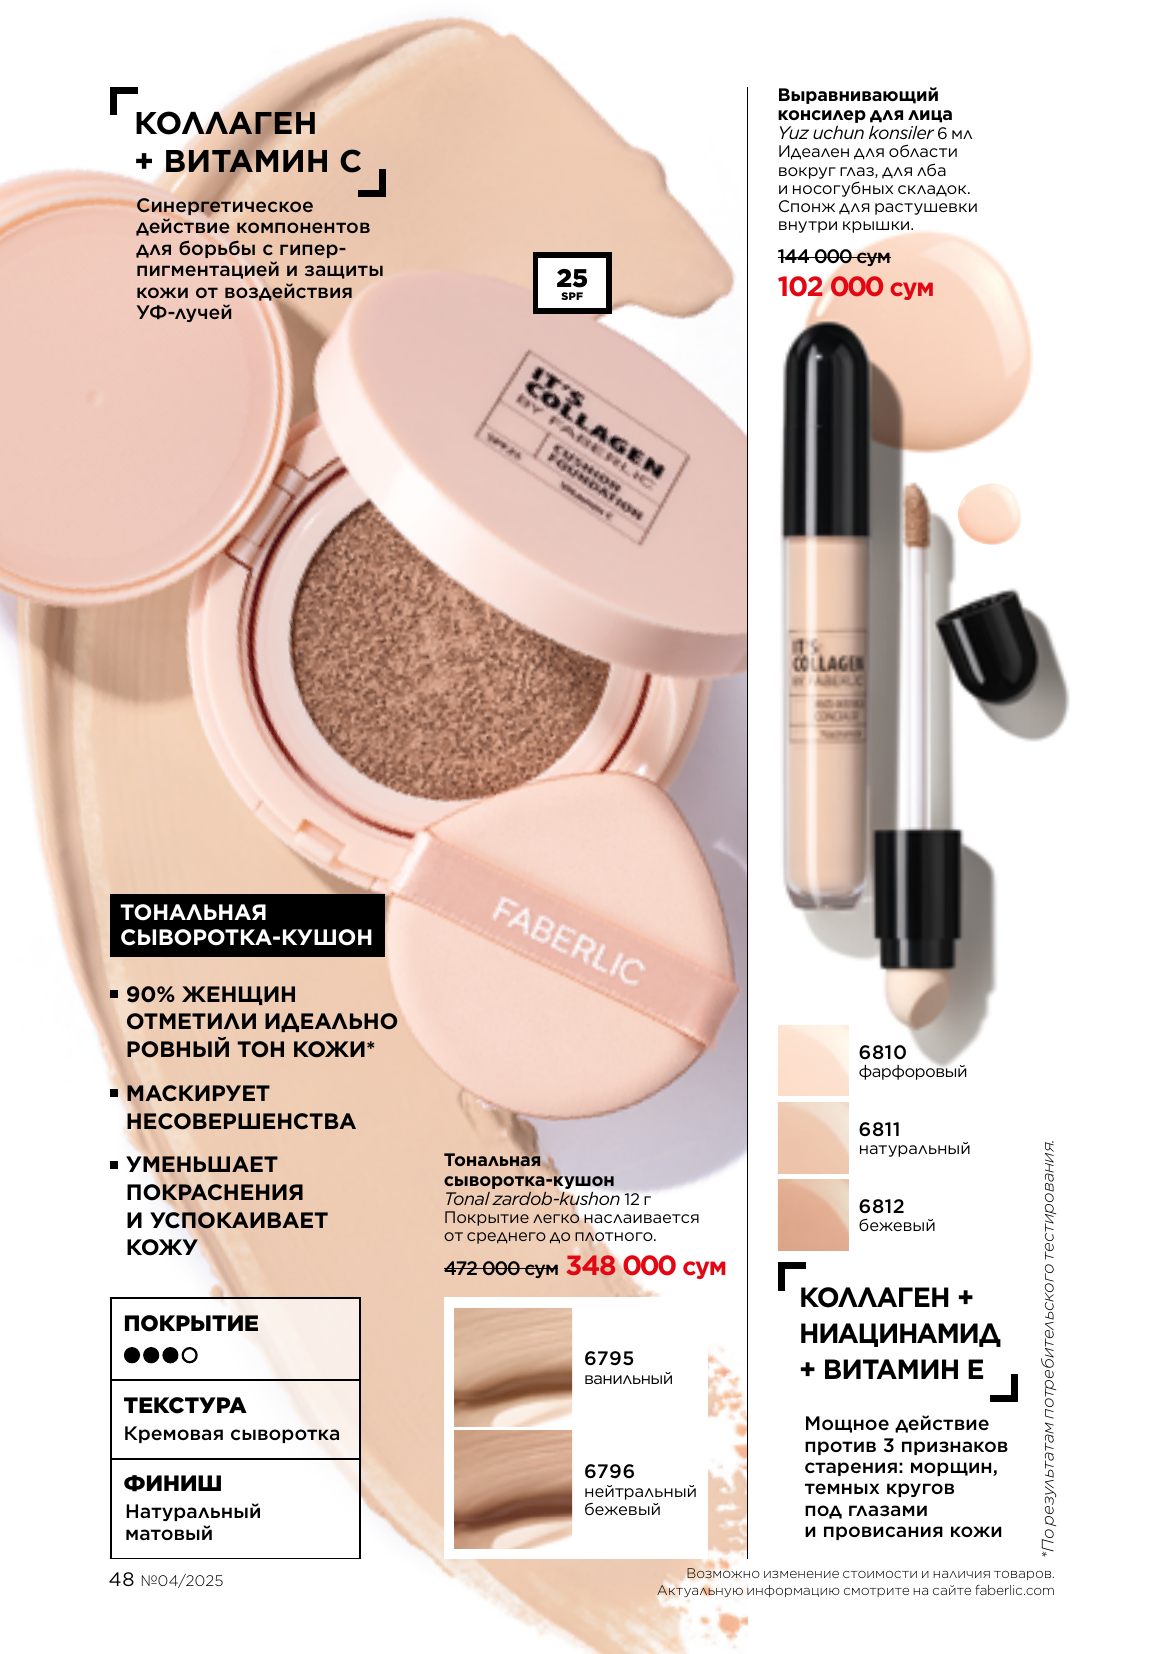 КОЛЛАГЕН
+ ВИТАМИН С
Синергетическое
действие компонентов
для борьбы с гипер-
пигментацией и защиты
кожи от воздействия
УФ-лучей
25
SPF
IT'S
COLLAGEN
BY FABERLIC
SPF25
CUSHION
FOUNDATION
VITAMIN C
FABERLIC
ТОНАЛЬНАЯ
СЫВОРОТКА-КУШОН
90% ЖЕНЩИН
ОТМЕТИЛИ ИДЕАЛЬНО
РОВНЫЙ ТОН КОЖИ*
МАСКИРУЕТ
НЕСОВЕРШЕНСТВА
УМЕНЬШАЕТ
ПОКРАСНЕНИЯ
И УСПОКАИВАЕТ
КОЖУ
ПОКРЫТИЕ
ТЕКСТУРА
Кремовая сыворотка
ФИНИШ
Натуральный
матовый
Тональная
сыворотка-кушон
Tonal zardob-kushon 12 г
Покрытие легко наслаивается
от среднего до плотного.
472 000 сум 348 000 сум
6795
ванильный
6796
нейтральный
бежевый
Выравнивающий
консилер для лица
Yuz uchun konsiler 6 мл
Идеален для области
вокруг глаз, для лба
и носогубных складок.
Спонж для растушевки
внутри крышки.
144 000 сум
102 000 сум
IT'S
COLLAGEN
BY FABERLIC
CONCEALER
6810
фарфоровый
6811
натуральный
6812
бежевый
КОЛЛАГЕН +
НИАЦИНАМИД
+ ВИТАМИН Е
Мощное действие
против 3 признаков
старения: морщин,
темных кругов
под глазами
и провисания кожи
*По результатам потребительского тестирования.
48 №04/2025
Возможно изменение стоимости и наличия товаров.
Актуальную информацию смотрите на сайте faberlic.com